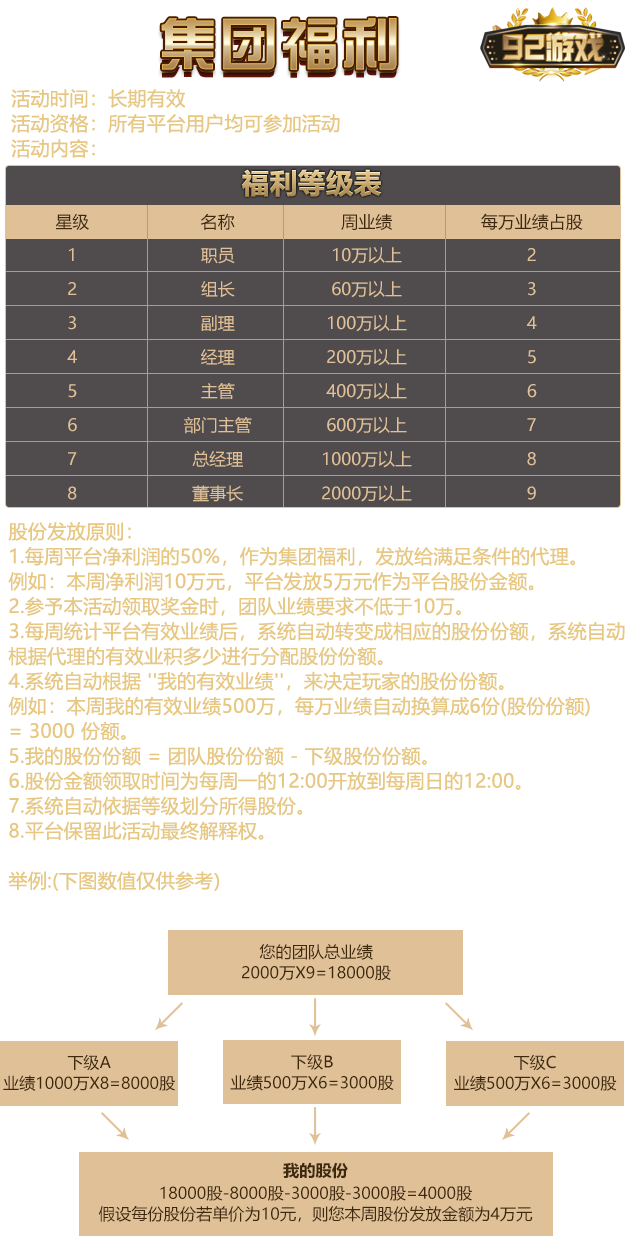 集团福利
92游戏
活动时间：长期有效
活动资格：所有平台用户均可参加活动
活动内容：
福利等级表
星级 名称 周业绩 每万业绩占股
1 职员 10万以上 2
2 组长 60万以上 3
3 副理 100万以上 4
4 经理 200万以上 5
5 主管 400万以上 6
6 部门主管 600万以上 7
7 总经理 1000万以上 8
8 董事长 2000万以上 9
股份发放原则：
1.每周平台净利润的50%，作为集团福利，发放给满足条件的代理。
例如：本周净利润10万元，平台发放5万元作为平台股份金额。
2.参予本活动领取奖金时，团队业绩要求不低于10万。
3.每周统计平台有效业绩后，系统自动转变成相应的股份份额，系统自动
根据代理的有效业积多少进行分配股份份额。
4.系统自动根据 ''我的有效业绩''，来决定玩家的股份份额。
例如：本周我的有效业绩500万，每万业绩自动换算成6份(股份份额)
= 3000 份额。
5.我的股份份额 = 团队股份份额 - 下级股份份额。
6.股份金额领取时间为每周一的12:00开放到每周日的12:00。
7.系统自动依据等级划分所得股份。
8.平台保留此活动最终解释权。
举例:(下图数值仅供参考)
您的团队总业绩
2000万X9=18000股
下级A
业绩1000万X8=8000股
下级B
业绩500万X6=3000股
下级C
业绩500万X6=3000股
我的股份
18000股-8000股-3000股-3000股=4000股
假设每份股份若单价为10元，则您本周股份发放金额为4万元